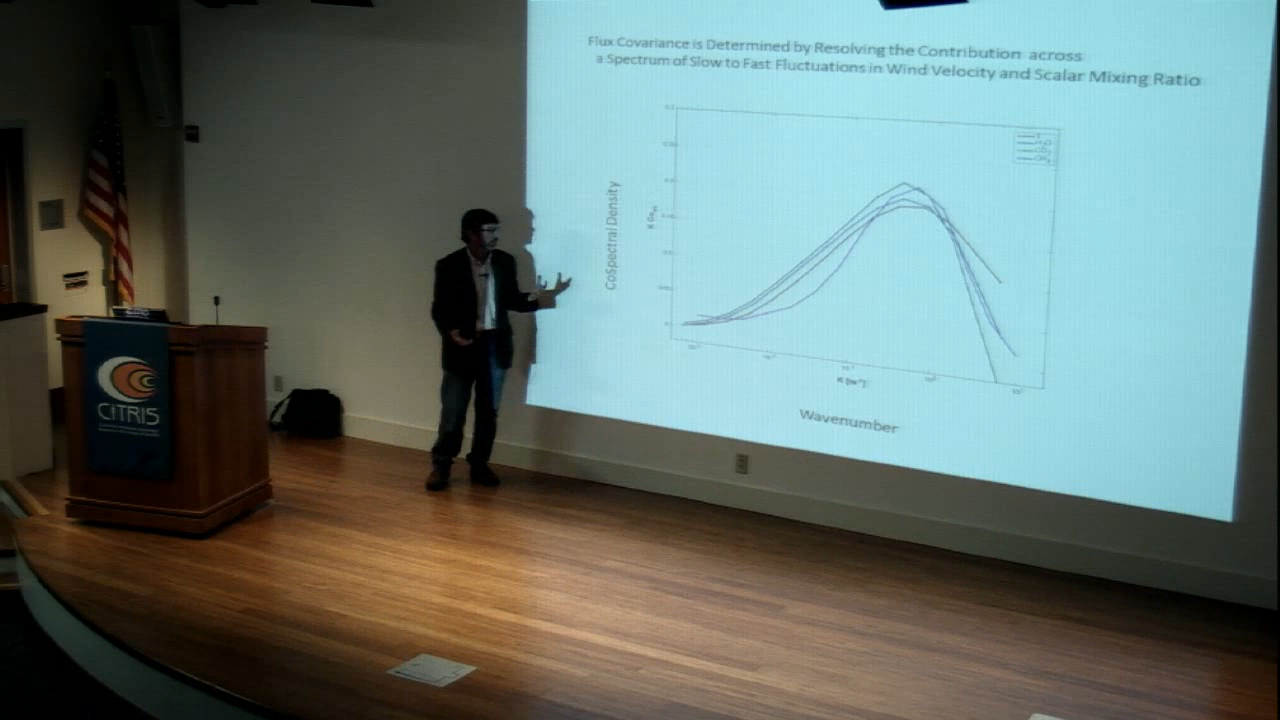 Flux Covariance is Determined by Resolving the Contribution across
a Spectrum of Slow to Fast Fluctuations in Wind Velocity and Scalar Mixing Ratio
CoSpectral Density
Wavenumber
CiTRIS